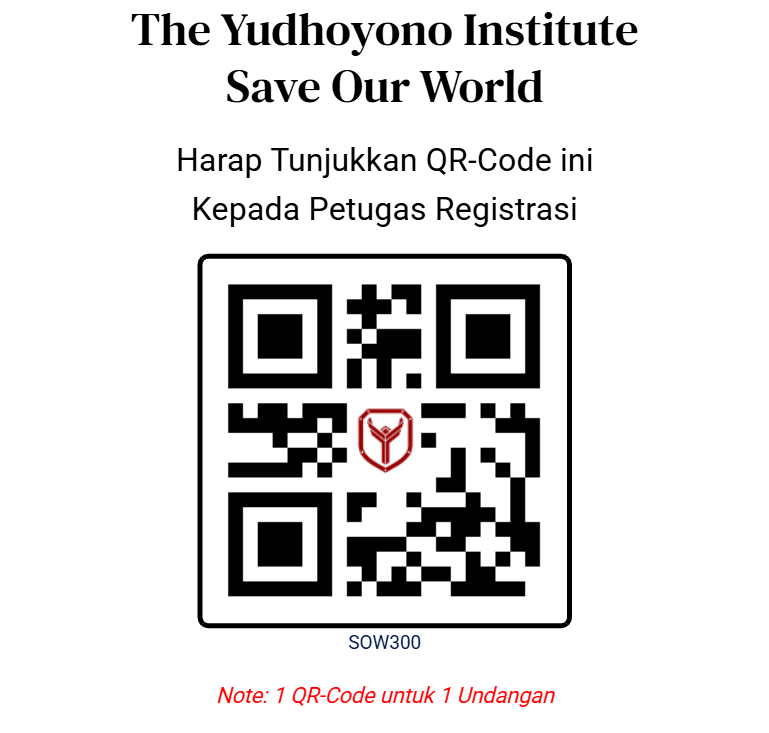 The Yudhoyono Institute
Save Our World
Harap Tunjukkan QR-Code ini
Kepada Petugas Registrasi
SOW300
Note: 1 QR-Code untuk 1 Undangan